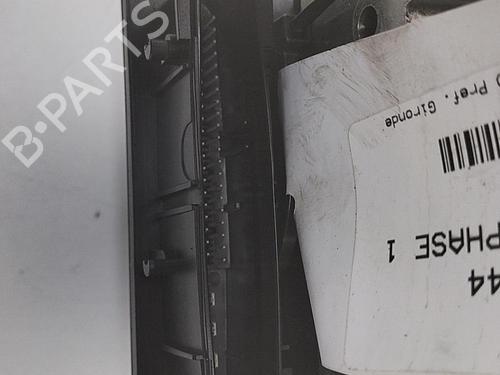 B-PARTS
Pref. Gironde
PHASE 1
44